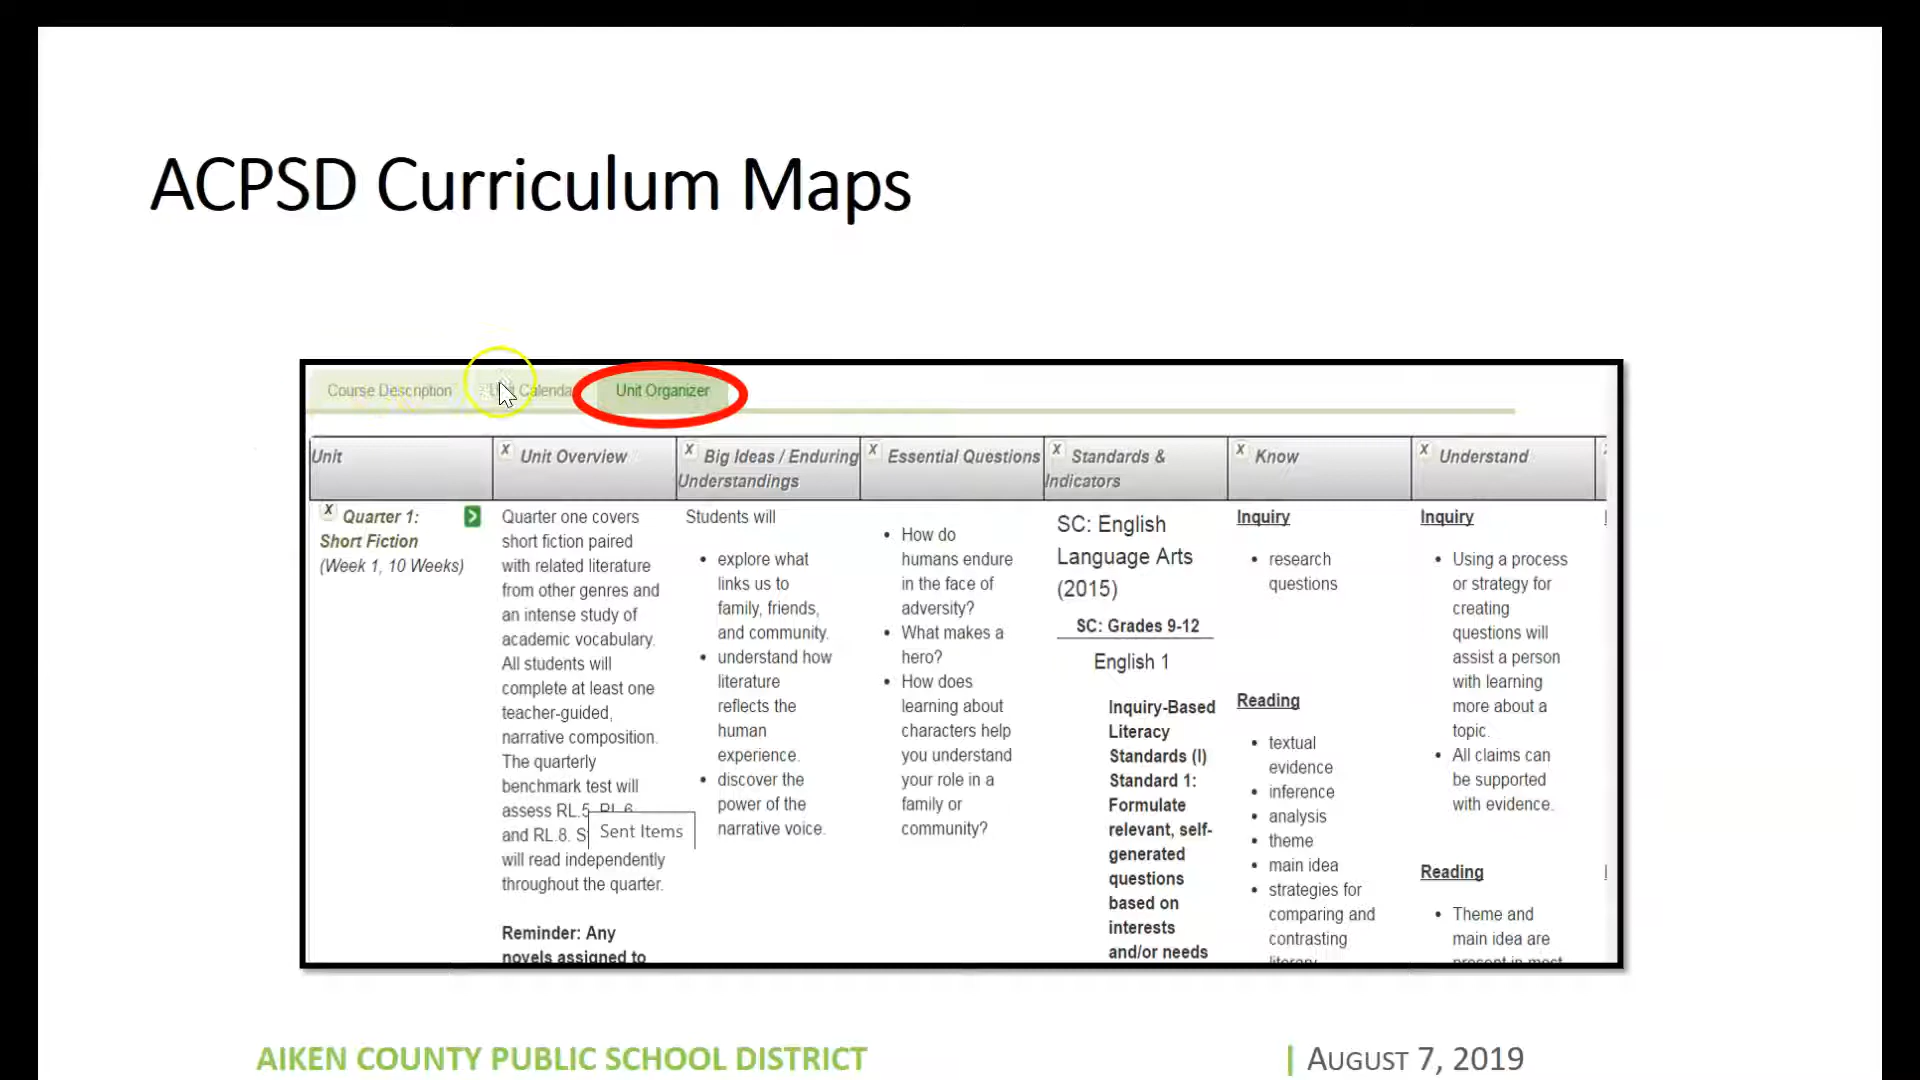 ACPSD Curriculum Maps
Course Description
Calenda
Unit Organizer
Unit
X Unit Overview
X Big Ideas / Enduring
Understandings
X Essential Questions
X Standards &
Indicators
X Know
X Understand
X Quarter 1:
Short Fiction
(Week 1, 10 Weeks)
Quarter one covers
short fiction paired
with related literature
from other genres and
an intense study of
academic vocabulary.
All students will
complete at least one
teacher-guided,
narrative composition.
The quarterly
benchmark test will
assess RL.5, RL.6,
and RL.8. S
will read independently
throughout the quarter.
Reminder: Any
novels assigned to
Sent Items
Students will
• explore what
links us to
family, friends,
and community.
• understand how
literature
reflects the
human
experience.
• discover the
power of the
narrative voice.
• How do
humans endure
in the face of
adversity?
• What makes a
hero?
• How does
learning about
characters help
you understand
your role in a
family or
community?
SC: English
Language Arts
(2015)
SC: Grades 9-12
English 1
Inquiry-Based
Literacy
Standards (I)
Standard 1:
Formulate
relevant, self-
generated
questions
based on
interests
and/or needs
Inquiry
• research
questions
Reading
• textual
evidence
• inference
• analysis
• theme
• main idea
• strategies for
comparing and
contrasting
literary
Inquiry
• Using a process
or strategy for
creating
questions will
assist a person
with learning
more about a
topic.
• All claims can
be supported
with evidence.
Reading
• Theme and
main idea are
present in most
AIKEN COUNTY PUBLIC SCHOOL DISTRICT
| AUGUST 7, 2019